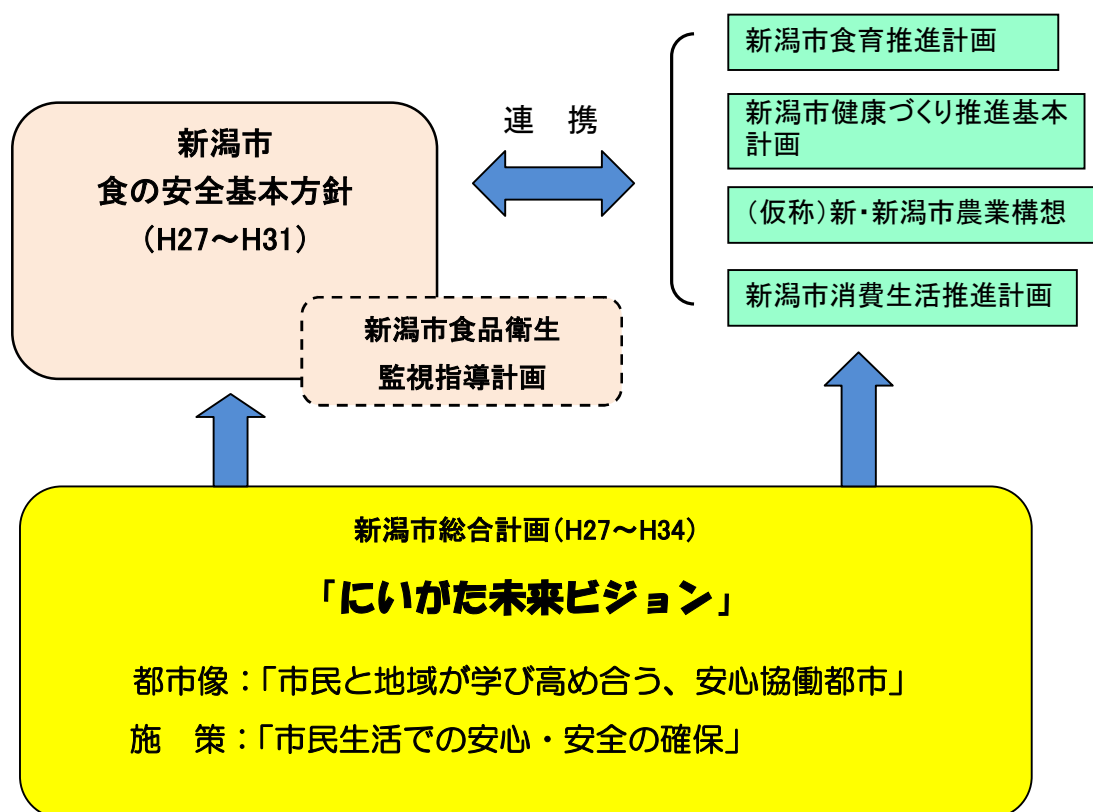 新潟市
食の安全基本方針
（H27～H31）
新潟市食品衛生
監視指導計画
連　携
新潟市食育推進計画
新潟市健康づくり推進基本
計画
（仮称）新・新潟市農業構想
新潟市消費生活推進計画
新潟市総合計画（H27～H34）
「にいがた未来ビジョン」
都市像：「市民と地域が学び高め合う、安心協働都市」
施　策：「市民生活での安心・安全の確保」